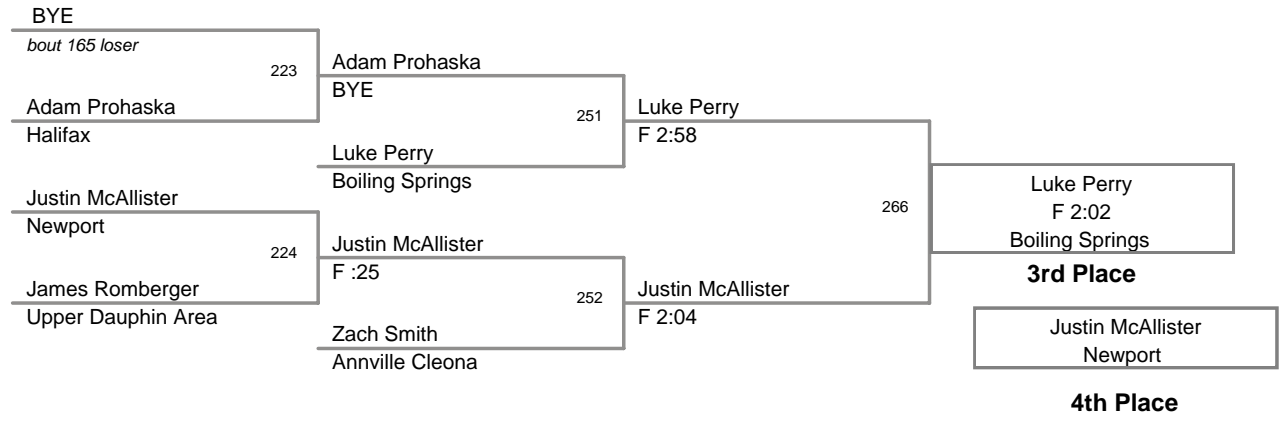 BYE
bout 165 loser
223
Adam Prohaska
Halifax
Adam Prohaska
BYE
251
Luke Perry
Boiling Springs
Luke Perry
F 2:58
Justin McAllister
Newport
224
James Romberger
Upper Dauphin Area
Justin McAllister
F :25
252
Zach Smith
Annville Cleona
Justin McAllister
F 2:04
266
Luke Perry
F 2:02
Boiling Springs
3rd Place
Justin McAllister
Newport
4th Place